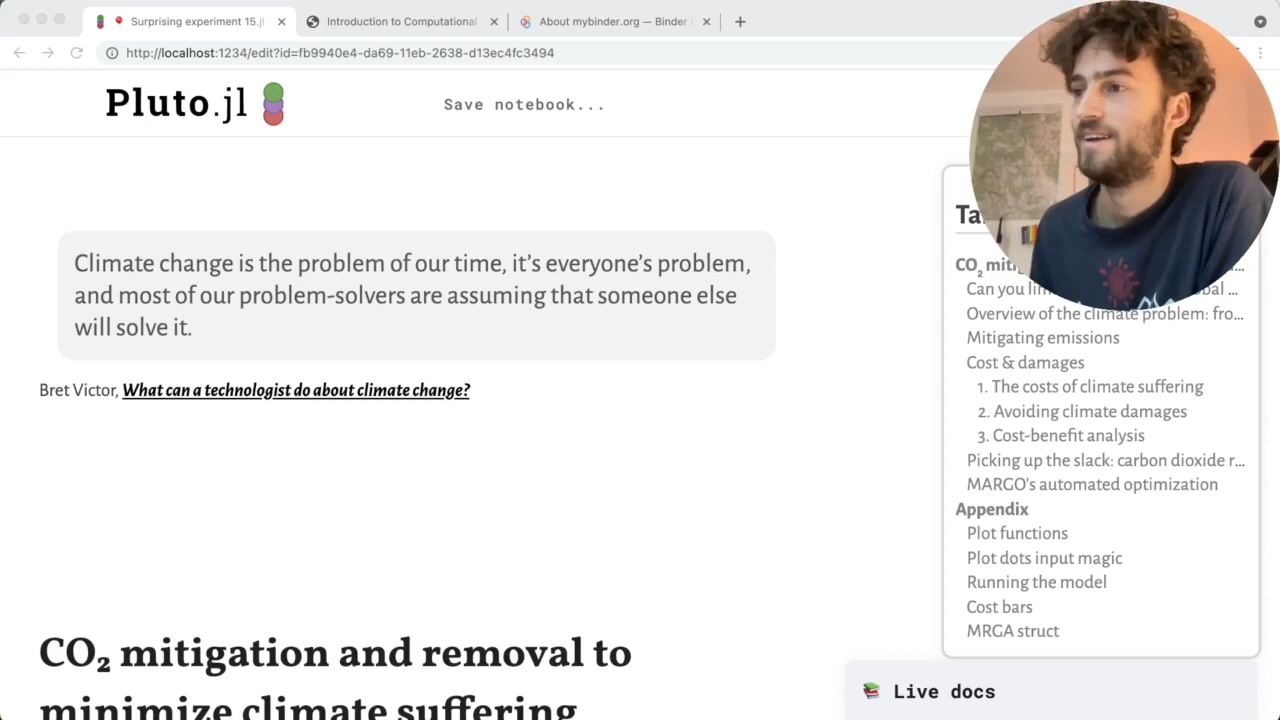 Surprising experiment 15.jl
Introduction to Computational
About mybinder.org — Binder
http://localhost:1234/edit?id=fb9940e4-da69-11eb-2638-d13ec4fc3494
Pluto.jl
Save notebook...
Climate change is the problem of our time, it’s everyone’s problem,
and most of our problem-solvers are assuming that someone else
will solve it.
Bret Victor, What can a technologist do about climate change?
CO₂ mitigation and removal to
minimize climate suffering
CO₂
Can you
Overview of the climate problem: fro...
Mitigating emissions
Cost & damages
1. The costs of climate suffering
2. Avoiding climate damages
3. Cost-benefit analysis
Picking up the slack: carbon dioxide r...
MARGO's automated optimization
Appendix
Plot functions
Plot dots input magic
Running the model
Cost bars
MRGA struct
Live docs